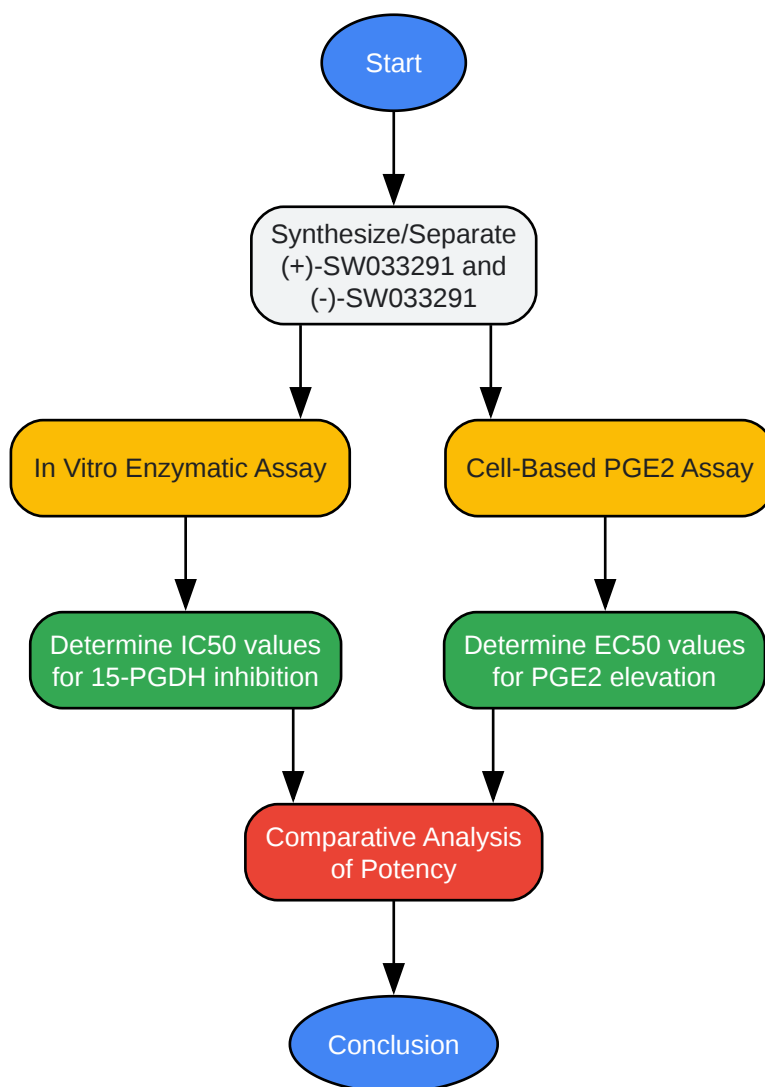 Start
Synthesize/Separate
(+)-SW033291 and
(-)-SW033291
In Vitro Enzymatic Assay
Cell-Based PGE2 Assay
Determine IC50 values
for 15-PGDH inhibition
Determine EC50 values
for PGE2 elevation
Comparative Analysis
of Potency
Conclusion